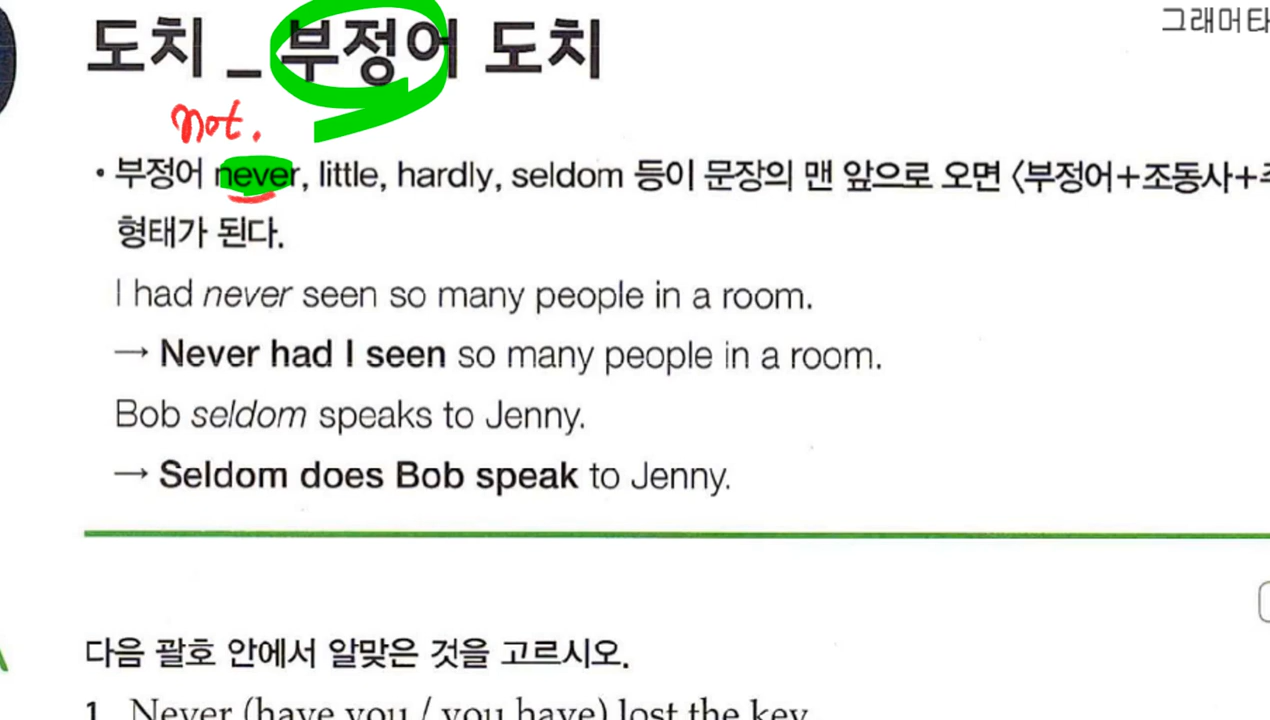 그래머타
도치 _ 부정어 도치
not.
• 부정어 never, little, hardly, seldom 등이 문장의 맨 앞으로 오면 〈부정어+조동사+주
형태가 된다.
I had never seen so many people in a room.
→ Never had I seen so many people in a room.
Bob seldom speaks to Jenny.
→ Seldom does Bob speak to Jenny.
다음 괄호 안에서 알맞은 것을 고르시오.
1 Never (have you / you have) lost the key